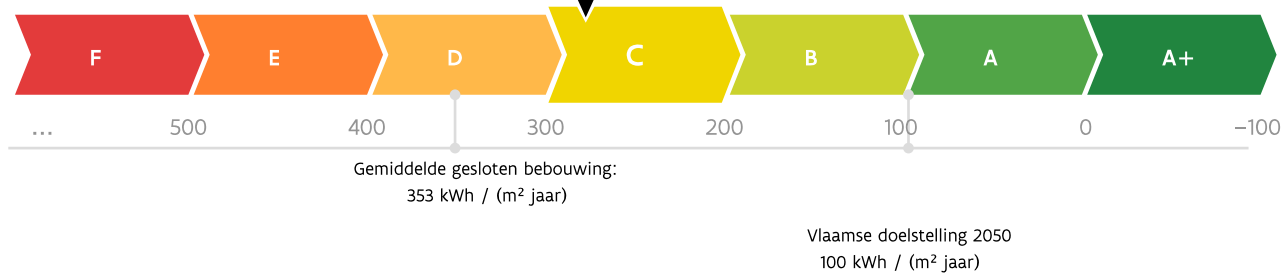 F E D C B A A+
... 500 400 300 200 100 0 −100
Gemiddelde gesloten bebouwing:
353 kWh / (m² jaar)
Vlaamse doelstelling 2050
100 kWh / (m² jaar)